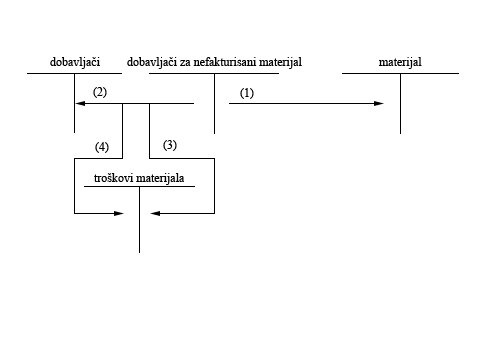 dobavljači
dobavljači za nefakturisani materijal
materijal
(2)
(1)
(4)
(3)
troškovi materijala